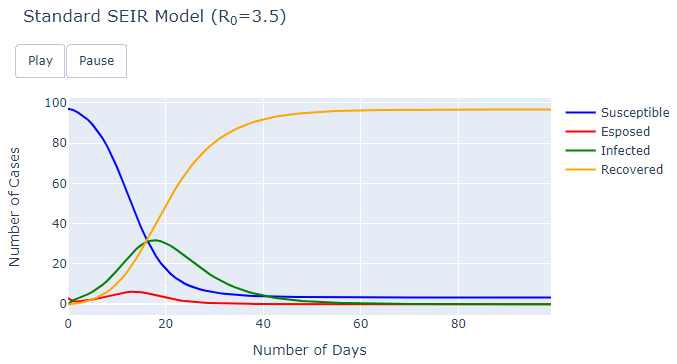 Standard SEIR Model (R₀=3.5)
Play Pause
Number of Cases
100
80
60
40
20
0
0 20 40 60 80
Number of Days
Susceptible
Esposed
Infected
Recovered